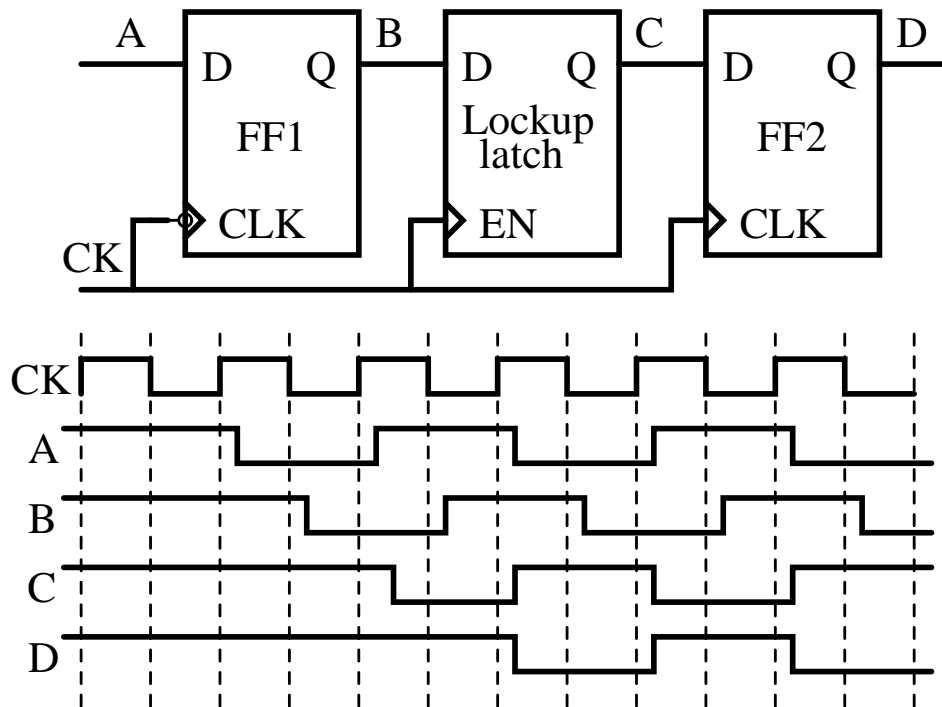 A B C D
D Q D Q D Q
FF1 Lockup latch FF2
CLK EN CLK
CK
CK
A
B
C
D